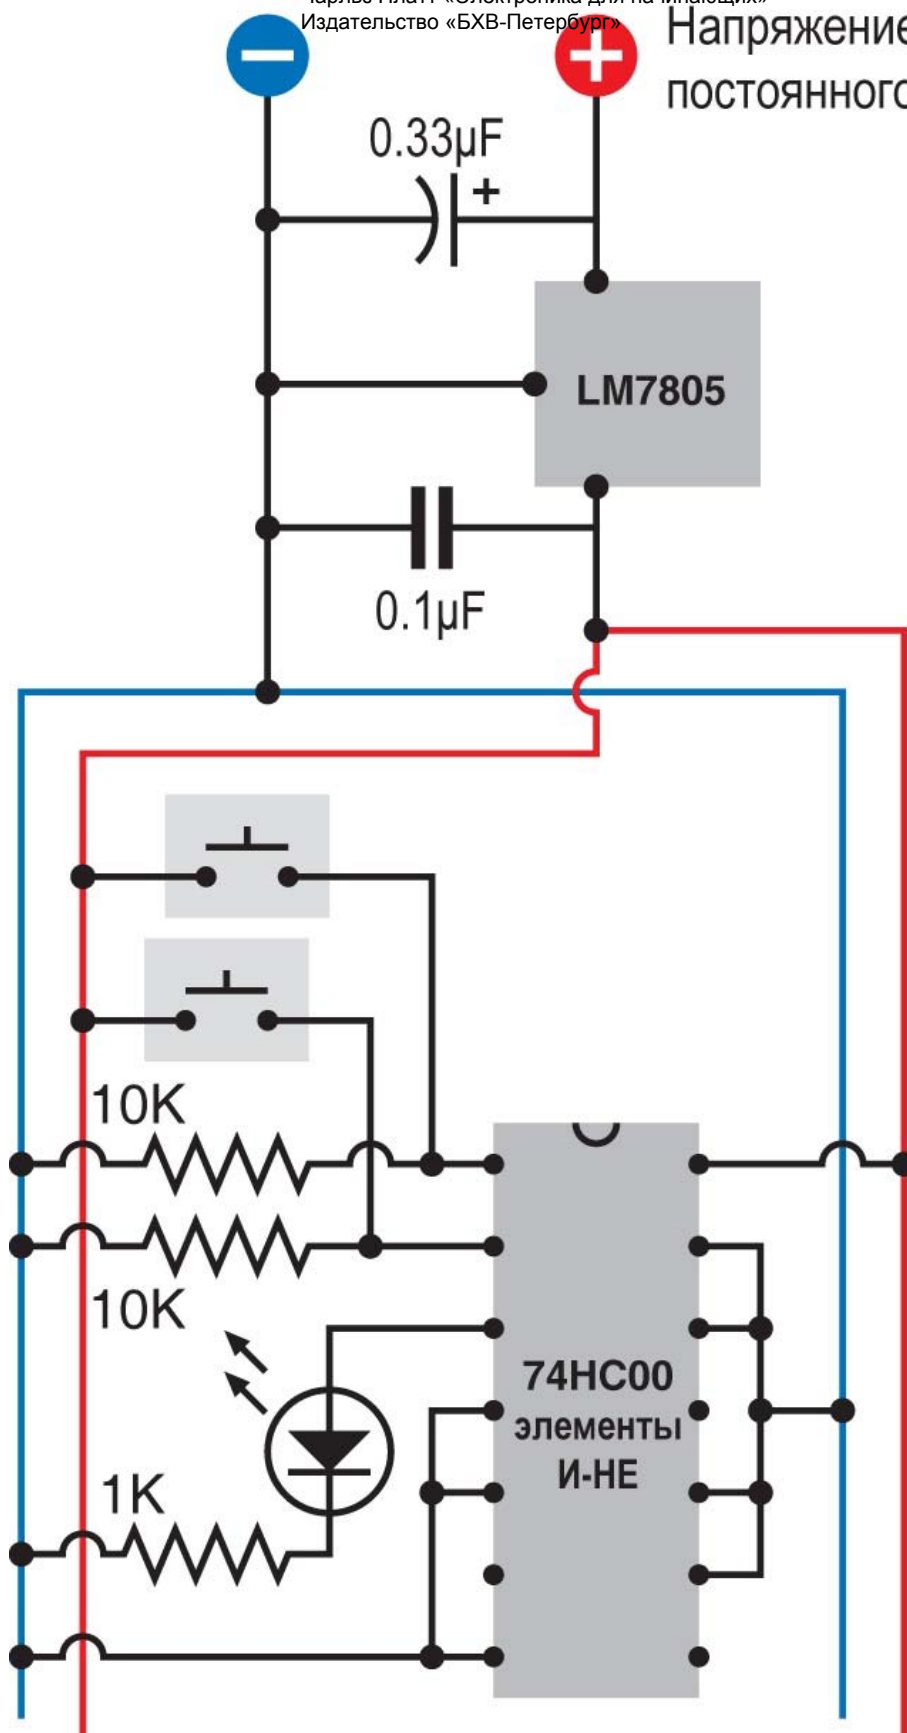 Издательство «БХВ-Петербург»
−
+
Напряжение
постоянного
0.33µF
+
LM7805
0.1µF
10K
10K
74HC00
элементы
И-НЕ
1K